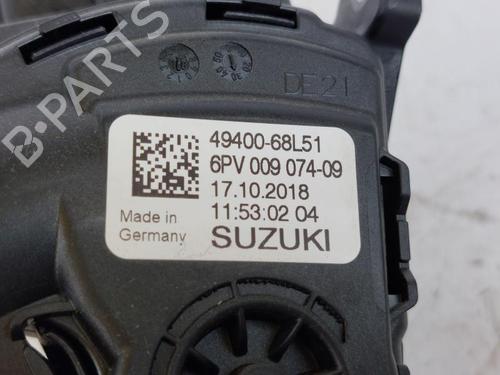 DE21
49400-68L51
6PV 009 074-09
17.10.2018
11:53:02 04
Made in
Germany
SUZUKI
B-PARTS